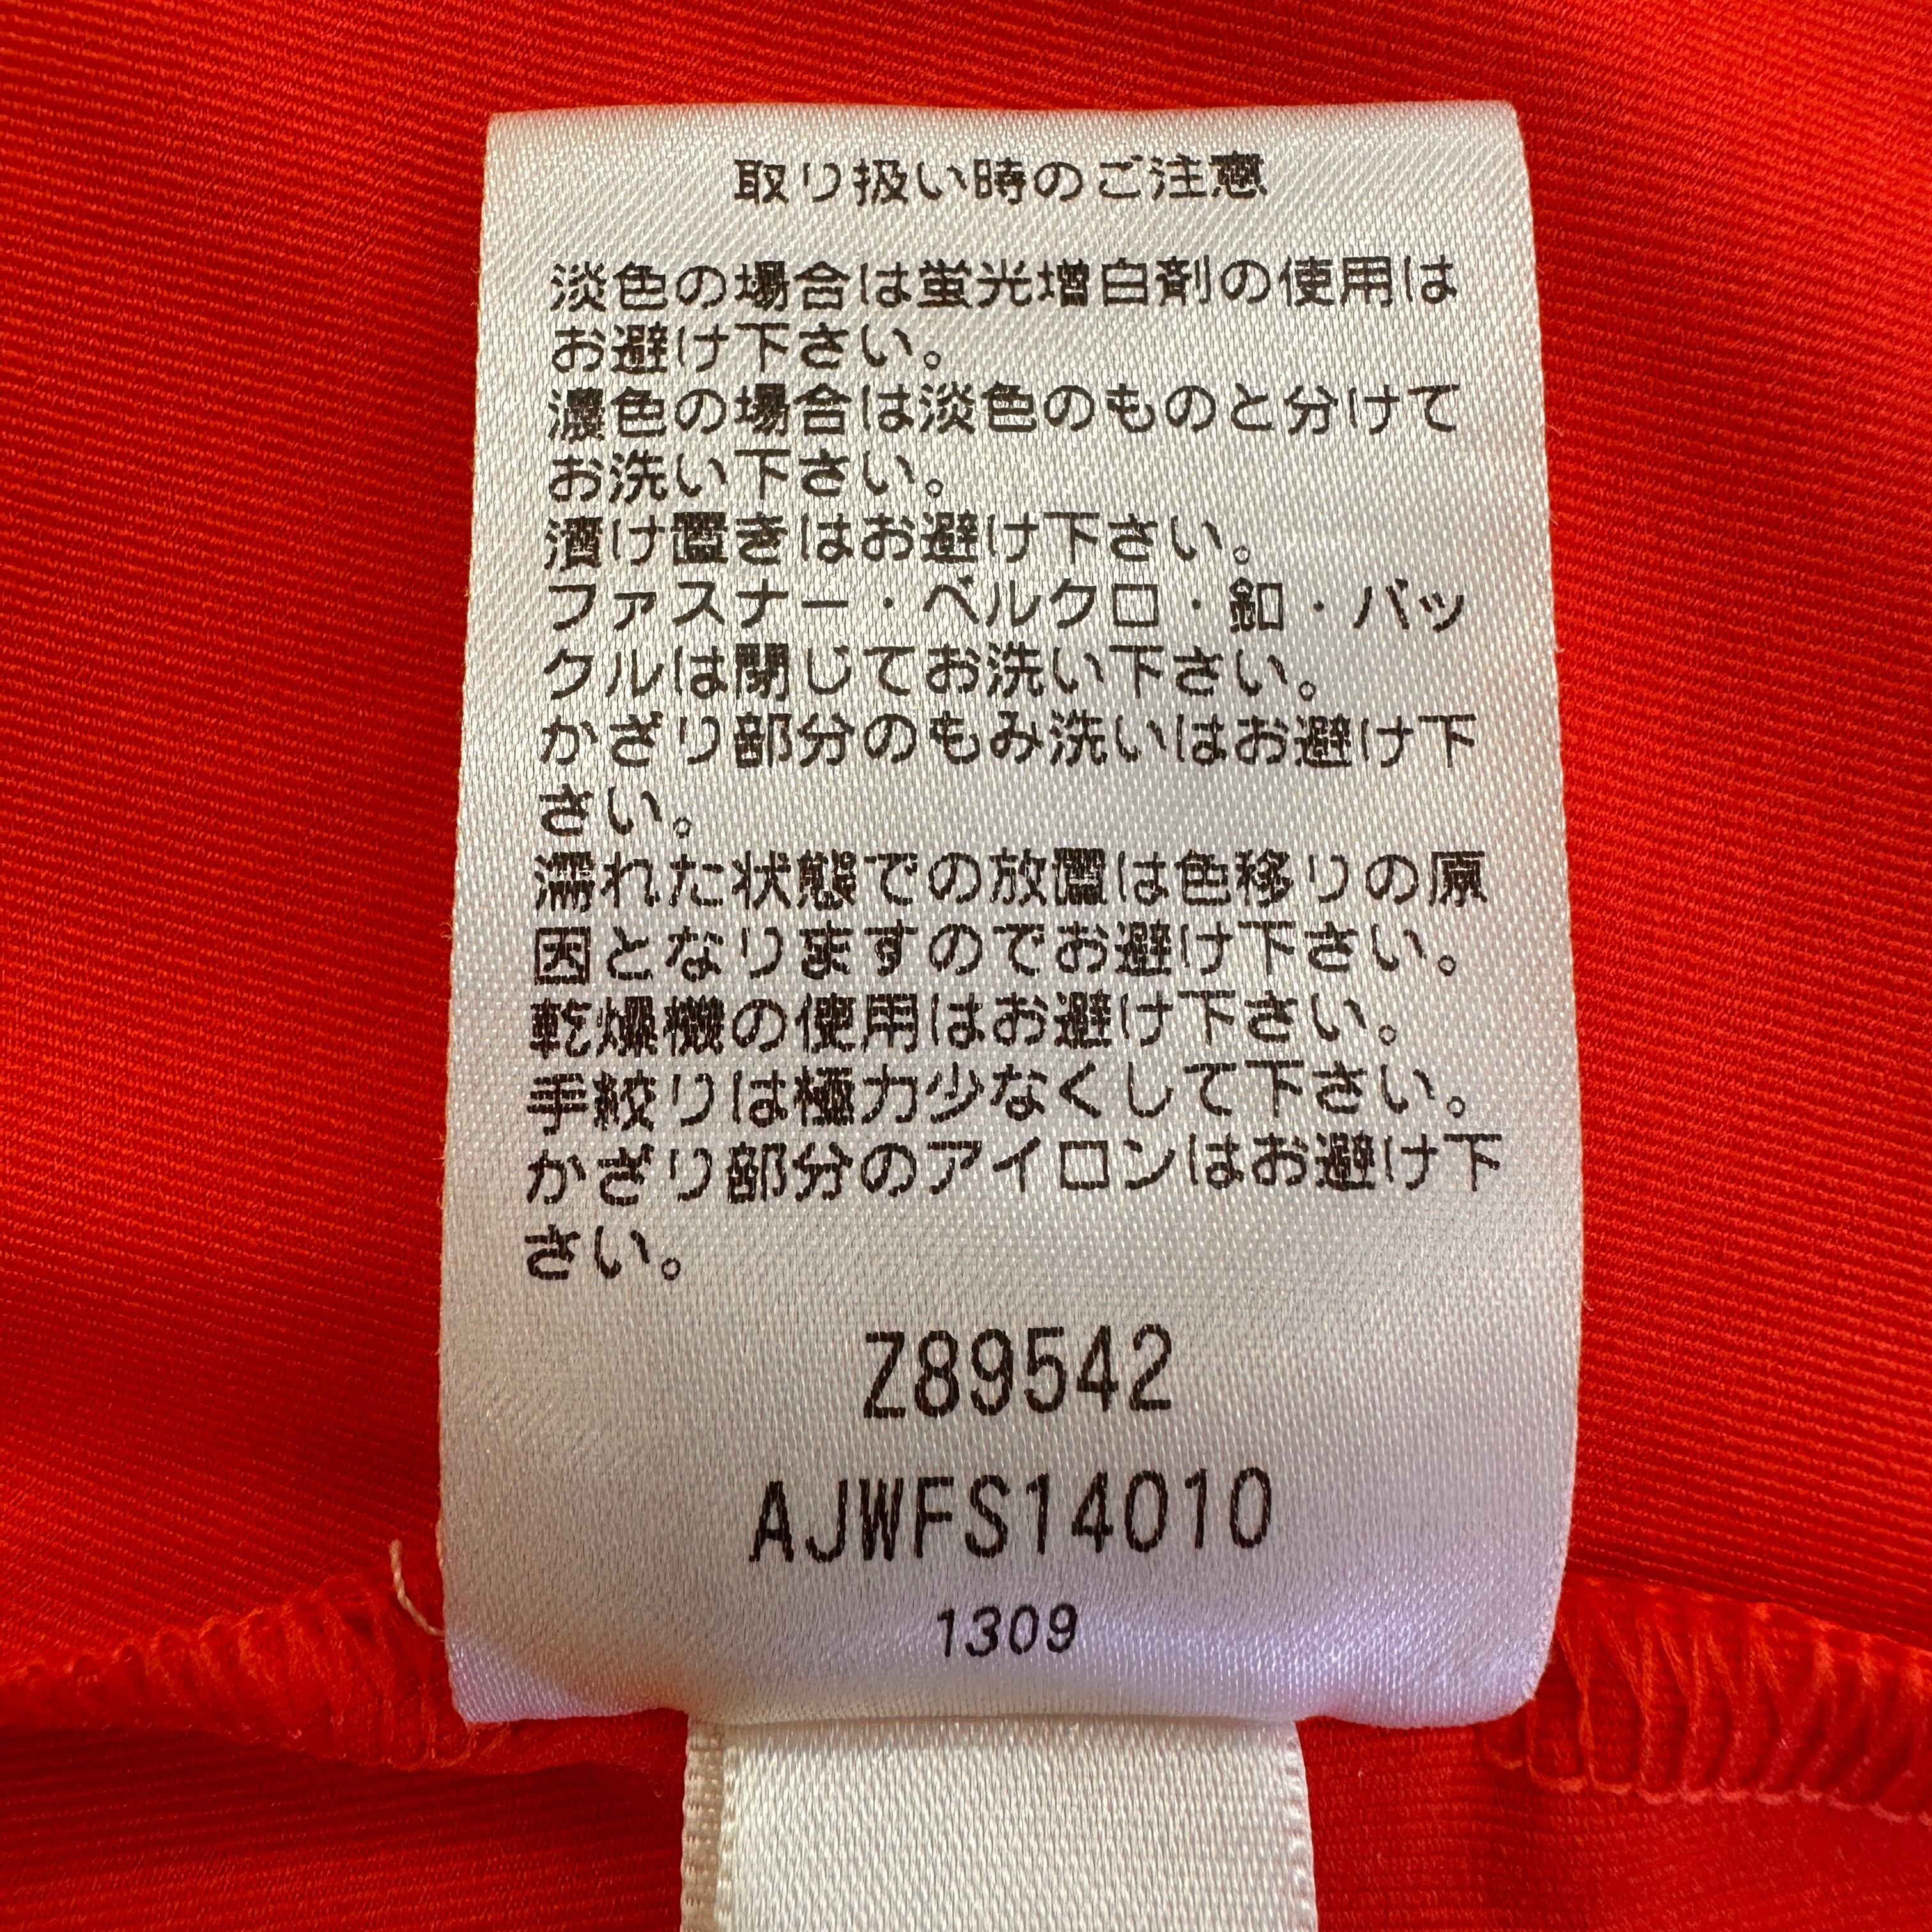 取り扱い時のご注意
淡色の場合は蛍光増白剤の使用は
お避け下さい。
濃色の場合は淡色のものと分けて
お洗い下さい。
漬け置きはお避け下さい。
ファスナー・ベルクロ・釦・バッ
クルは閉じてお洗い下さい。
かざり部分のもみ洗いはお避け下
さい。
濡れた状態での放置は色移りの原
因となりますのでお避け下さい。
乾燥機の使用はお避け下さい。
手絞りは極力少なくして下さい。
かざり部分のアイロンはお避け下
さい。
Z89542
AJWFS14010
1309